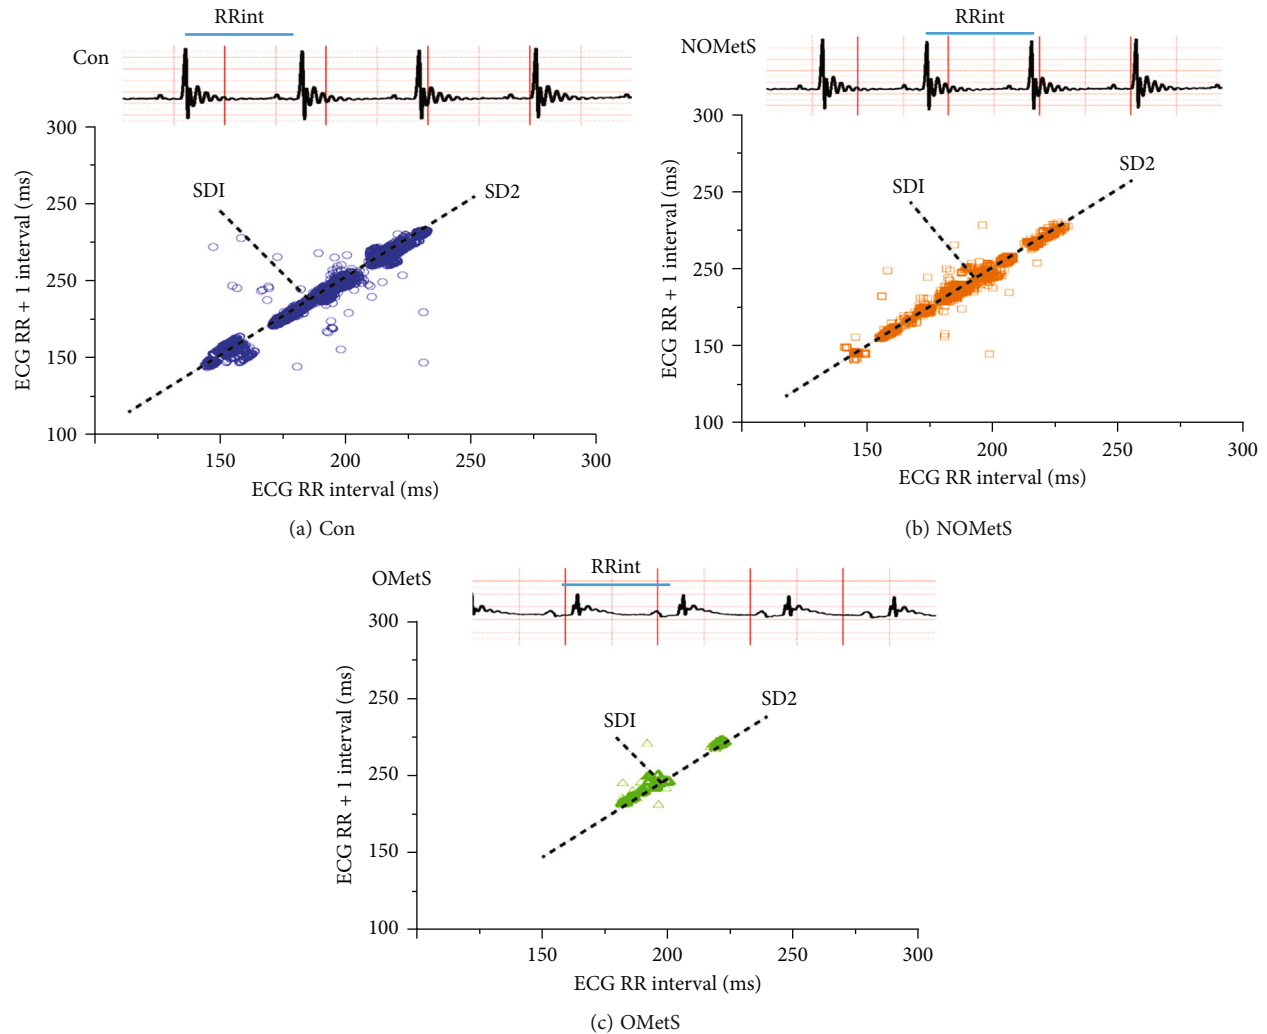 RRint
Con
300
250
250
150
100
ECG RR + 1 interval (ms)
SDI
SD2
150
200
250
300
ECG RR interval (ms)
(a) Con
RRint
NOMetS
300
250
250
150
100
ECG RR + 1 interval (ms)
SDI
SD2
150
200
250
300
ECG RR interval (ms)
(b) NOMetS
RRint
OMetS
300
250
250
150
100
ECG RR + 1 interval (ms)
SDI
SD2
150
200
250
300
ECG RR interval (ms)
(c) OMetS